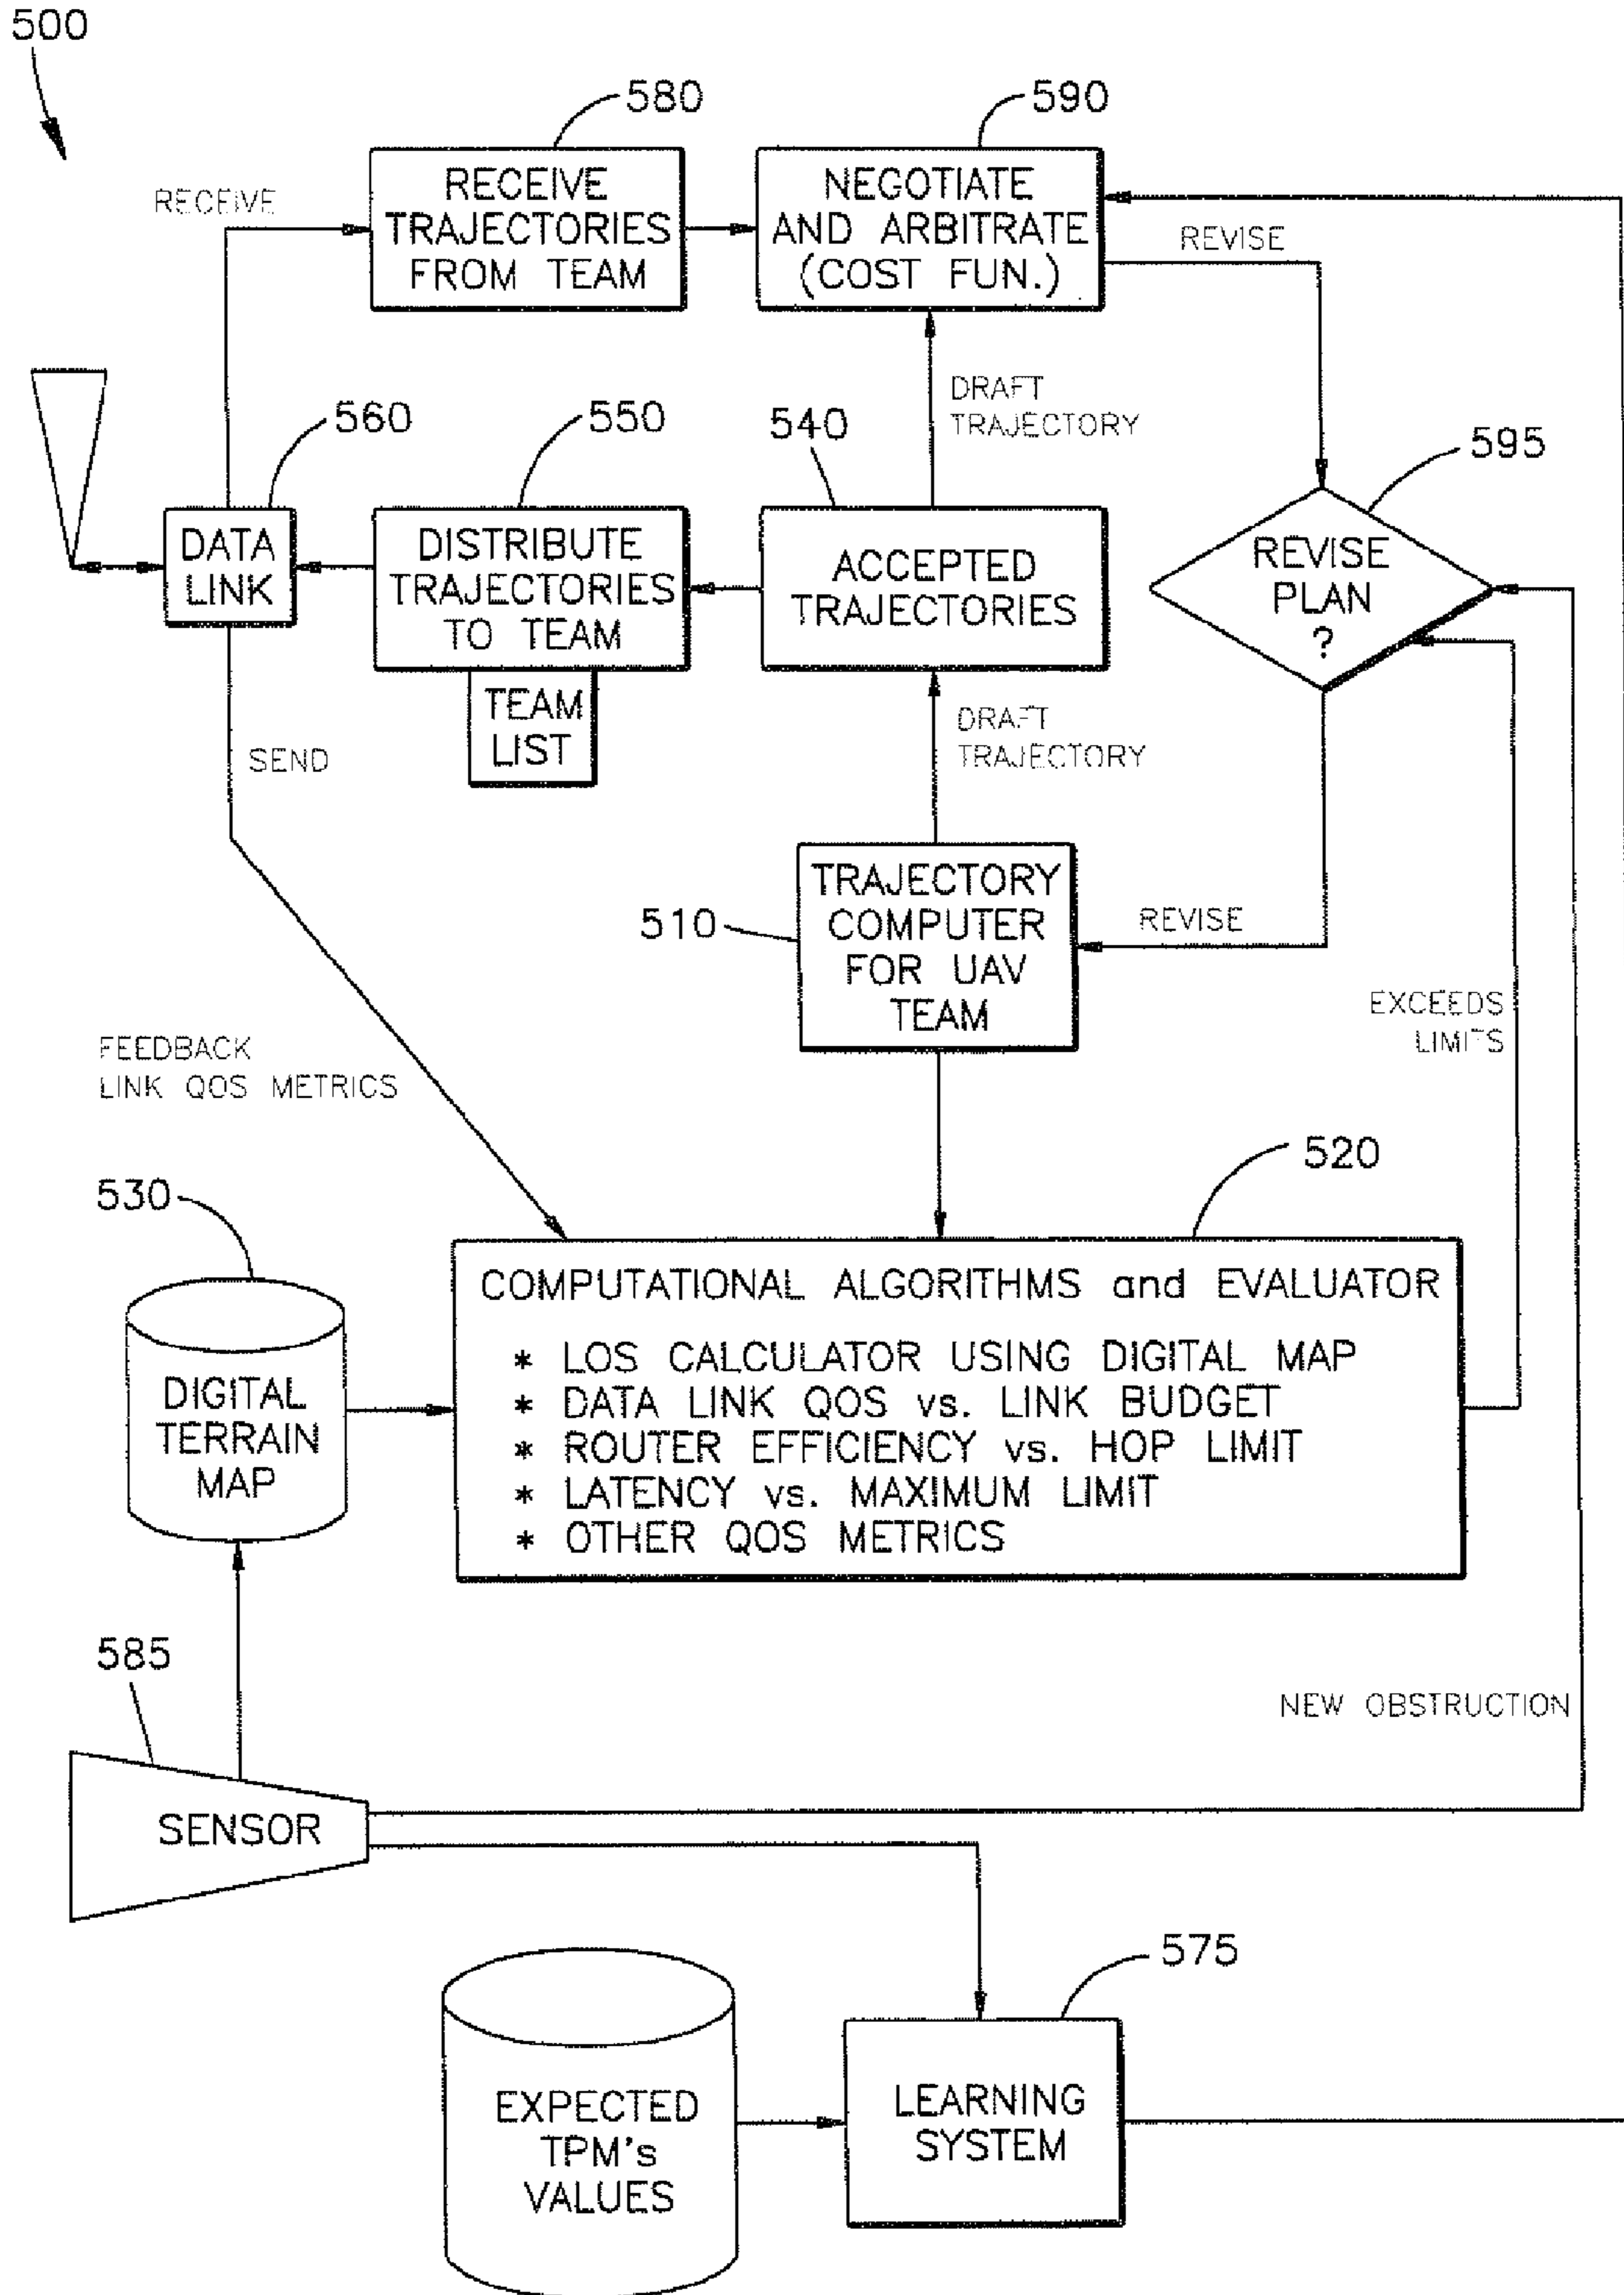 500
580
590
RECEIVE
RECEIVE
TRAJECTORIES
FROM TEAM
NEGOTIATE
AND ARBITRATE
(COST FUN.)
REVISE
DRAFT
TRAJECTORY
560
550
540
595
DATA
LINK
DISTRIBUTE
TRAJECTORIES
TO TEAM
ACCEPTED
TRAJECTORIES
REVISE
PLAN
?
TEAM
LIST
SEND
DRAFT
TRAJECTORY
510
TRAJECTORY
COMPUTER
FOR UAV
TEAM
REVISE
EXCEEDS
LIMITS
FEEDBACK
LINK QOS METRICS
520
530
COMPUTATIONAL ALGORITHMS and EVALUATOR
* LOS CALCULATOR USING DIGITAL MAP
* DATA LINK QOS vs. LINK BUDGET
* ROUTER EFFICIENCY vs. HOP LIMIT
* LATENCY vs. MAXIMUM LIMIT
* OTHER QOS METRICS
DIGITAL
TERRAIN
MAP
585
NEW OBSTRUCTION
SENSOR
575
EXPECTED
TPM's
VALUES
LEARNING
SYSTEM